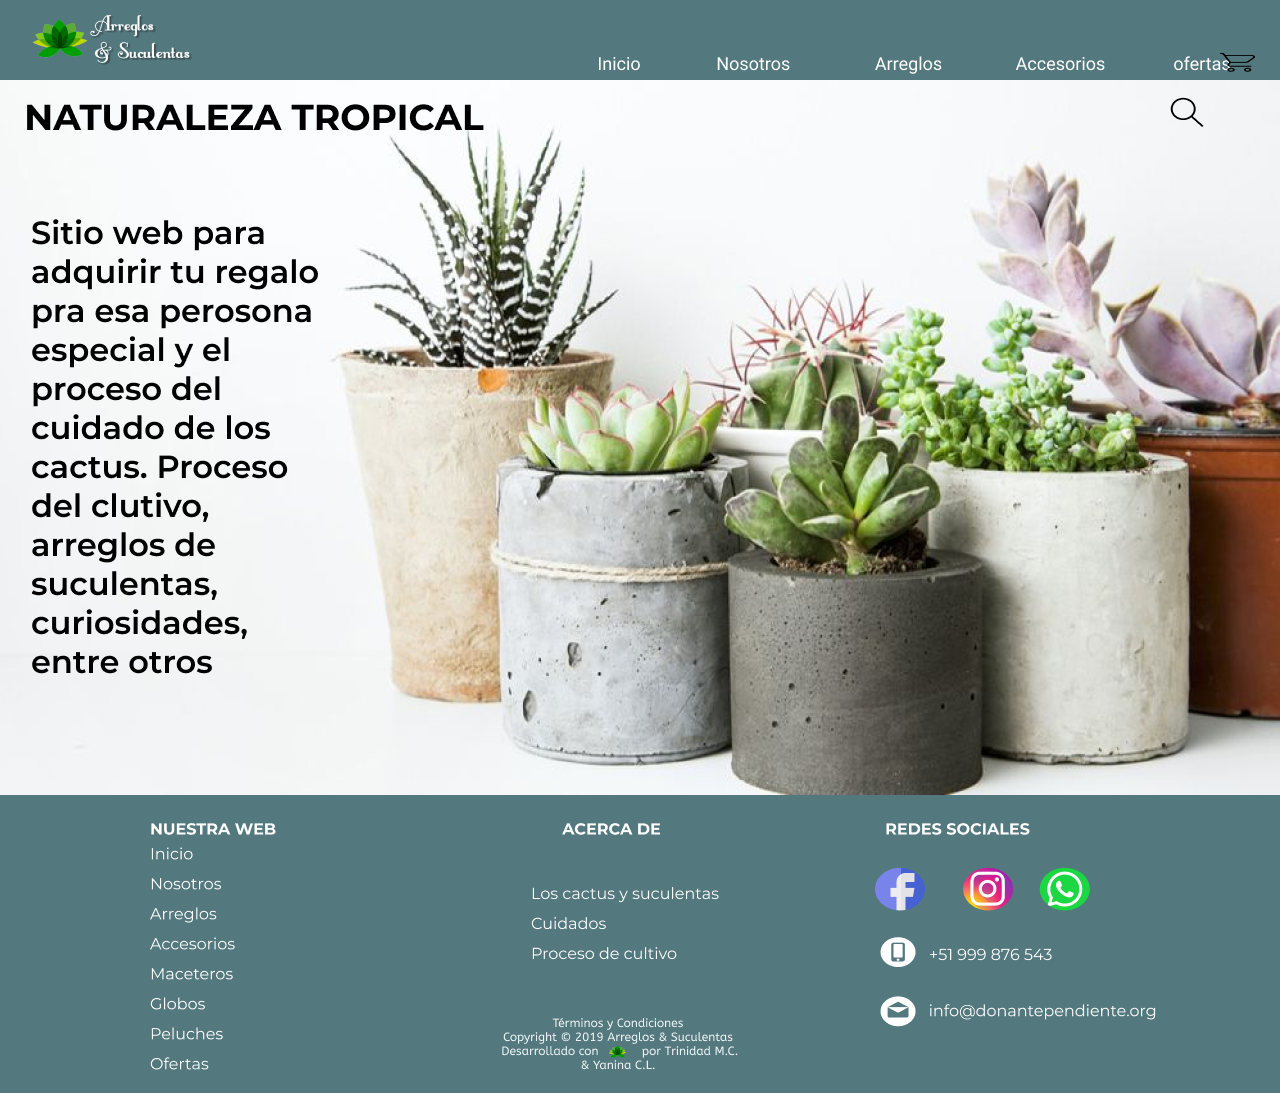 Arreglos
& Suculentas
Inicio Nosotros Arreglos Accesorios ofertas
NATURALEZA TROPICAL
Sitio web para
adquirir tu regalo
pra esa perosona
especial y el
proceso del
cuidado de los
cactus. Proceso
del clutivo,
arreglos de
suculentas,
curiosidades,
entre otros
NUESTRA WEB
Inicio
Nosotros
Arreglos
Accesorios
Maceteros
Globos
Peluches
Ofertas
ACERCA DE
Los cactus y suculentas
Cuidados
Proceso de cultivo
Términos y Condiciones
Copyright © 2019 Arreglos & Suculentas
Desarrollado con por Trinidad M.C.
& Yanina C.L.
REDES SOCIALES
+51 999 876 543
info@donantependiente.org